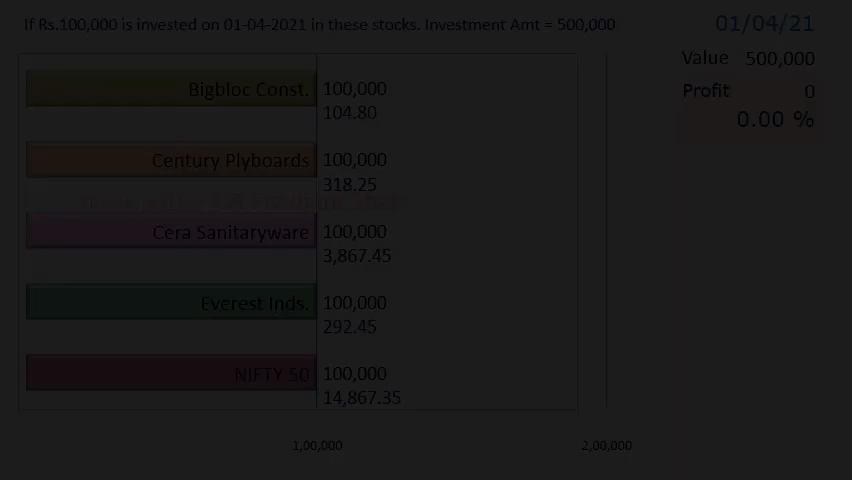 If Rs.100,000 is invested on 01-04-2021 in these stocks. Investment Amt = 500,000
01/04/21
Value 500,000
Profit 0
0.00 %
Bigbloc Const. 100,000
104.80
Century Plyboards 100,000
318.25
Cera Sanitaryware 100,000
3,867.45
Everest Inds. 100,000
292.45
NIFTY 50 100,000
14,867.35
1,00,000 2,00,000